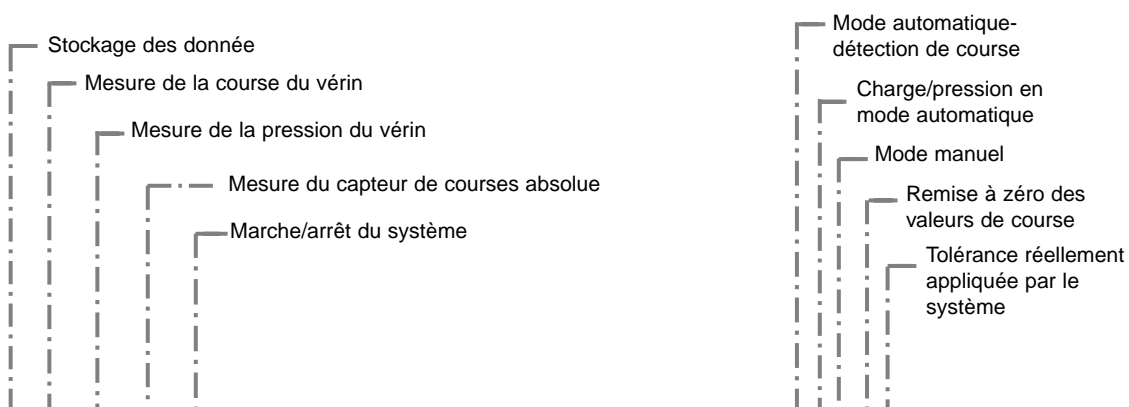 Stockage des donnée
Mesure de la course du vérin
Mesure de la pression du vérin
Mesure du capteur de courses absolue
Marche/arrêt du système
Mode automatique-
détection de course
Charge/pression en
mode automatique
Mode manuel
Remise à zéro des
valeurs de course
Tolérance réellement
appliquée par le
système